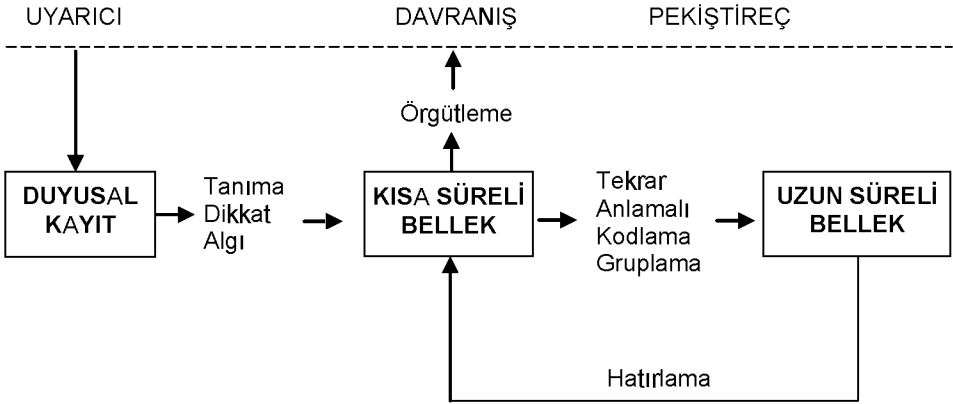 UYARICI DAVRANIŞ PEKİŞTİREÇ
Örgütleme
DUYUSAL
KAYIT
Tanıma
Dikkat
Algı
KISA SÜRELİ
BELLEK
Tekrar
Anlamalı
Kodlama
Gruplama
UZUN SÜRELİ
BELLEK
Hatırlama